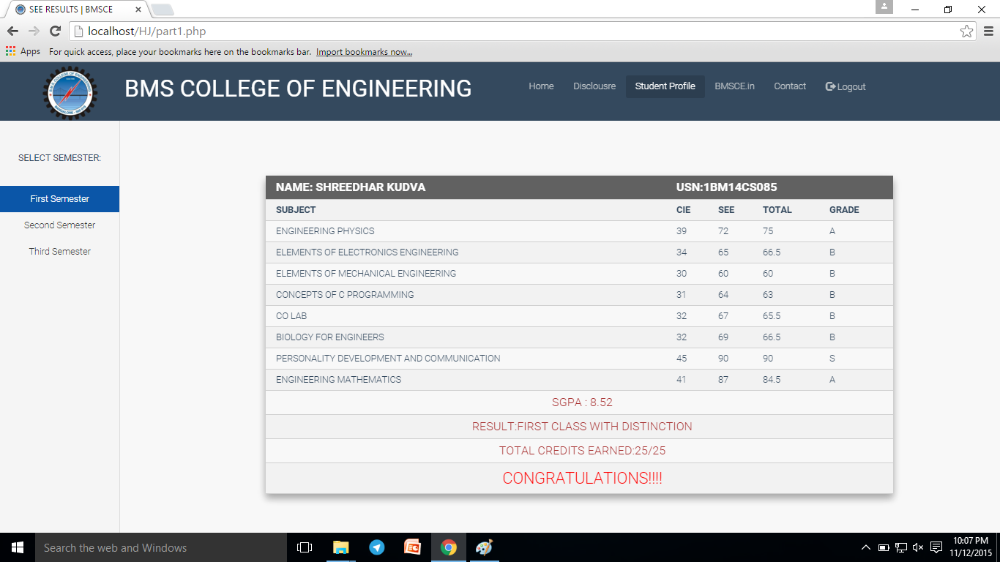 SEE RESULTS | BMSCE
localhost/HJ/part1.php
Apps For quick access, place your bookmarks here on the bookmarks bar. Import bookmarks now...
BMS COLLEGE OF ENGINEERING
Home Disclousre Student Profile BMSCE.in Contact Logout
SELECT SEMESTER:
First Semester
Second Semester
Third Semester
NAME: SHREEDHAR KUDVA USN:1BM14CS085
SUBJECT CIE SEE TOTAL GRADE
ENGINEERING PHYSICS 39 72 75 A
ELEMENTS OF ELECTRONICS ENGINEERING 34 65 66.5 B
ELEMENTS OF MECHANICAL ENGINEERING 30 60 60 B
CONCEPTS OF C PROGRAMMING 31 64 63 B
CO LAB 32 67 65.5 B
BIOLOGY FOR ENGINEERS 32 69 66.5 B
PERSONALITY DEVELOPMENT AND COMMUNICATION 45 90 90 S
ENGINEERING MATHEMATICS 41 87 84.5 A
SGPA : 8.52
RESULT:FIRST CLASS WITH DISTINCTION
TOTAL CREDITS EARNED:25/25
CONGRATULATIONS!!!!
Search the web and Windows
10:07 PM
11/12/2015